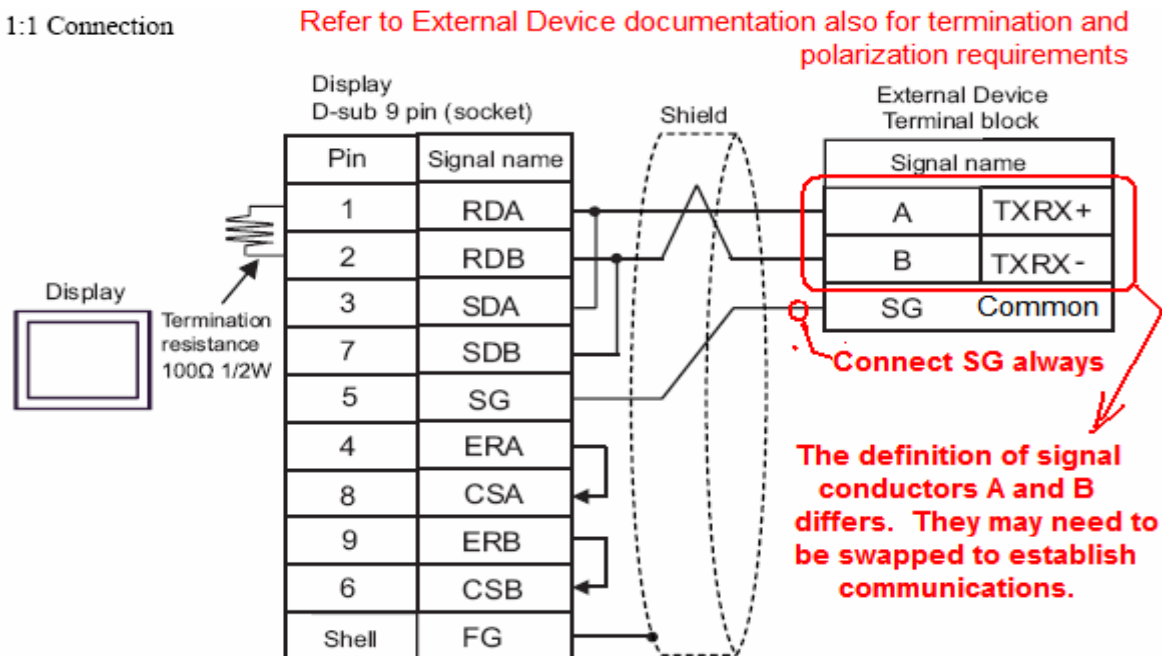 1:1 Connection
Refer to External Device documentation also for termination and
polarization requirements
Display
D-sub 9 pin (socket)
Shield
External Device
Terminal block
Pin Signal name
Signal name
1 RDA
A TXRX+
2 RDB
B TXRX-
3 SDA
SG Common
7 SDB
5 SG
4 ERA
8 CSA
9 ERB
6 CSB
Shell FG
Display
Termination
resistance
100Ω 1/2W
Connect SG always
The definition of signal
conductors A and B
differs. They may need to
be swapped to establish
communications.